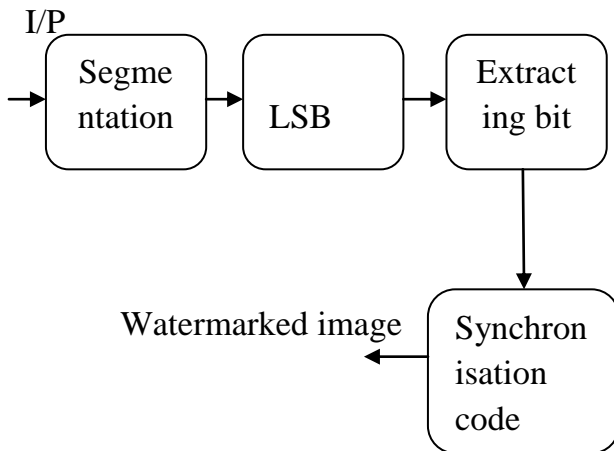 I/P
Segme
ntation
LSB
Extract
ing bit
Watermarked image
Synchron
isation
code